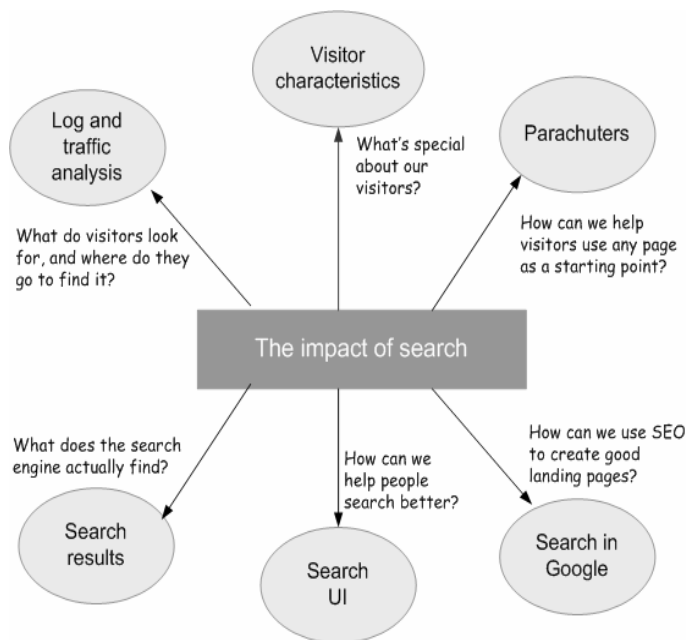 Visitor
characteristics
Log and
traffic
analysis
Parachuters
What's special
about our
visitors?
What do visitors look
for, and where do they
go to find it?
How can we help
visitors use any page
as a starting point?
The impact of search
What does the search
engine actually find?
How can we
help people
search better?
How can we use SEO
to create good
landing pages?
Search
results
Search
UI
Search in
Google